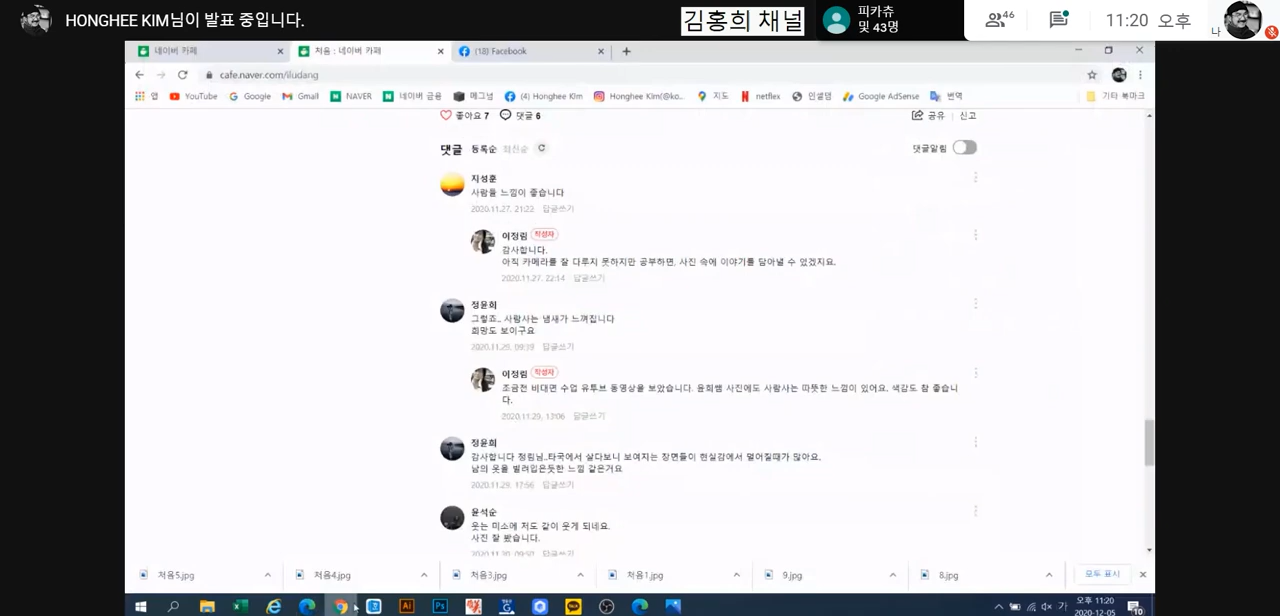 HONGHEE KIM님이 발표 중입니다.
김홍희 채널
피카츄
및 43명
46
11:20 오후
나
네이버 카페
처음 : 네이버 카페
(18) Facebook
cafe.naver.com/iludang
앱 YouTube Google Gmail NAVER 네이버 금융 메그넘 (4) Honghee Kim Honghee Kim(@ko... 지도 netflex 인셀덤 Google AdSense 번역 기타 북마크
좋아요 7 댓글 6 공유 신고
댓글 등록순 최신순 댓글알림
지성훈
사람들 느낌이 좋습니다
2020.11.27. 21:22 답글쓰기
이정림 작성자
감사합니다.
아직 카메라를 잘 다루지 못하지만 공부하면, 사진 속에 이야기를 담아낼 수 있겠지요.
2020.11.27. 22:14 답글쓰기
정윤희
그렇죠.. 사람사는 냄새가 느껴집니다
희망도 보이구요
2020.11.29. 09:39 답글쓰기
이정림 작성자
조금전 비대면 수업 유투브 동영상을 보았습니다. 윤희쌤 사진에도 사람사는 따뜻한 느낌이 있어요. 색감도 참 좋습니
다.
2020.11.29. 13:06 답글쓰기
정윤희
감사합니다 정림님..타국에서 살다보니 보여지는 장면들이 현실감에서 멀어질때가 많아요.
남의 옷을 빌려입은듯한 느낌 같은거요
2020.11.29. 17:56 답글쓰기
윤석순
웃는 미소에 저도 같이 웃게 되네요.
사진 잘 봤습니다.
2020.11.30. 09:50 답글쓰기
처음5.jpg 처음4.jpg 처음3.jpg 처음1.jpg 9.jpg 8.jpg 모두 표시
가 오후 11:20
2020-12-05
10